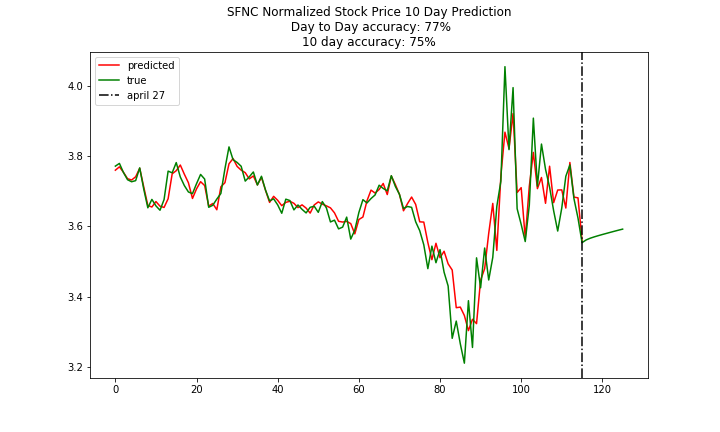 SFNC Normalized Stock Price 10 Day Prediction
Day to Day accuracy: 77%
10 day accuracy: 75%
predicted
true
april 27
4.0
3.8
3.6
3.4
3.2
0 20 40 60 80 100 120